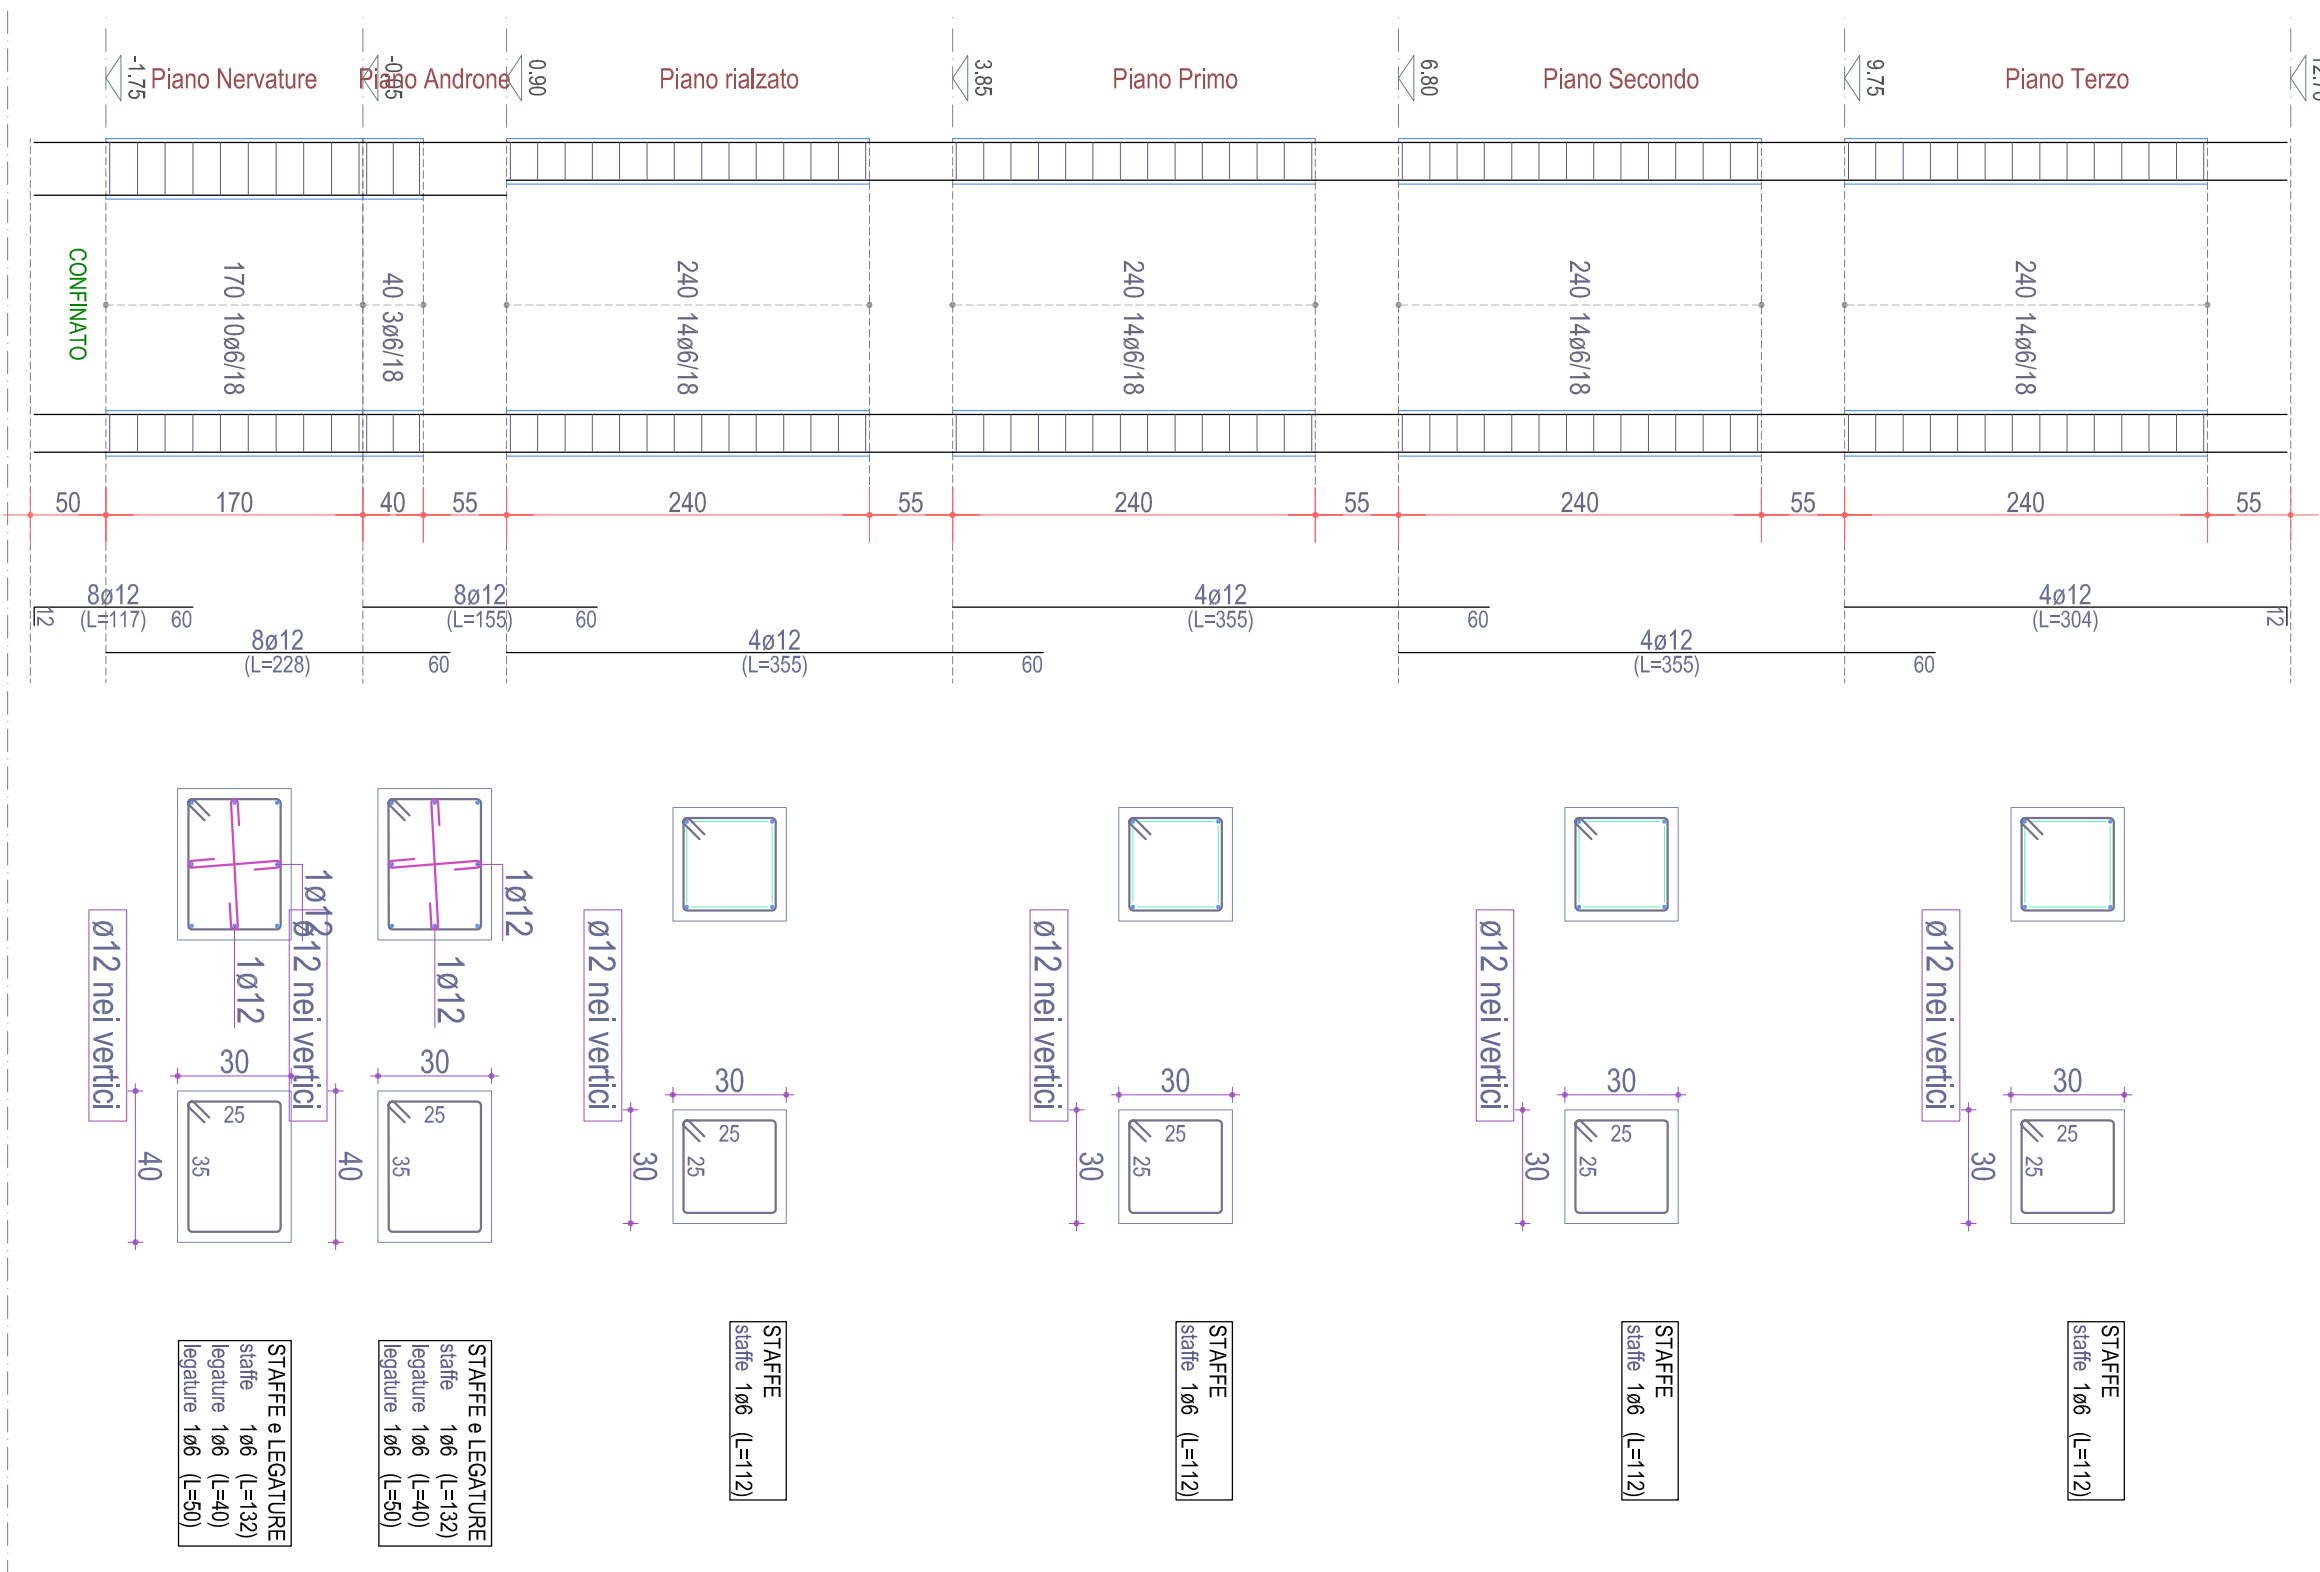 -1.75
Piano Nervature
Piano Androne
0.90
Piano rialzato
3.85
Piano Primo
6.80
Piano Secondo
9.75
Piano Terzo
12.70
CONFINATO
170 10ø6/18
40 3ø6/18
240 14ø6/18
240 14ø6/18
240 14ø6/18
240 14ø6/18
50 170 40 55 240 55 240 55 240 55 240 55
8ø12
(L=117) 60
12
8ø12
(L=155) 60
4ø12
(L=355) 60
4ø12
(L=304)
12
8ø12
(L=228) 60
4ø12
(L=355) 60
4ø12
(L=355) 60
1ø12
1ø12
ø12 nei vertici
1ø12
1ø12
ø12 nei vertici
ø12 nei vertici
ø12 nei vertici
ø12 nei vertici
ø12 nei vertici
30
40
25
35
30
40
25
35
30
30
25
25
30
30
25
25
30
30
25
25
30
30
25
25
STAFFE e LEGATURE
staffe 1ø6 (L=132)
legature 1ø6 (L=40)
legature 1ø6 (L=50)
STAFFE e LEGATURE
staffe 1ø6 (L=132)
legature 1ø6 (L=40)
legature 1ø6 (L=50)
STAFFE
staffe 1ø6 (L=112)
STAFFE
staffe 1ø6 (L=112)
STAFFE
staffe 1ø6 (L=112)
STAFFE
staffe 1ø6 (L=112)